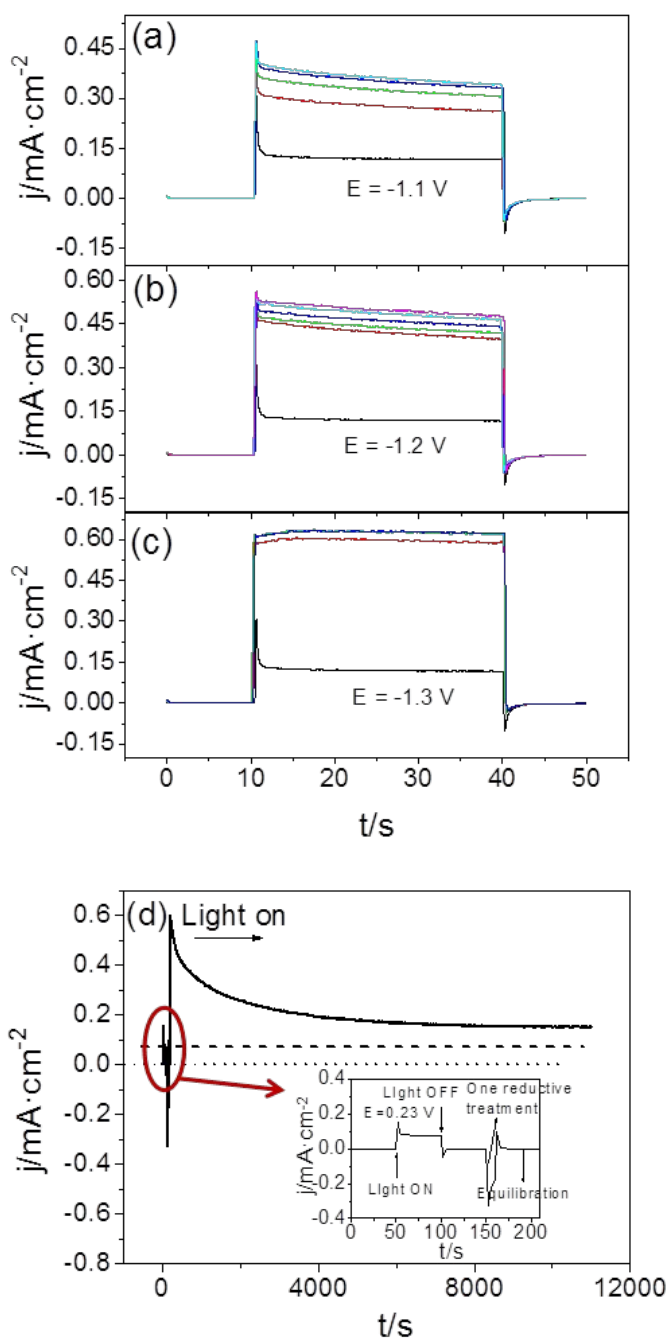 (a)
0.45
0.30
0.15
0.00
-0.15
j/mA·cm-2
E = -1.1 V
(b)
0.60
0.45
0.30
0.15
0.00
-0.15
j/mA·cm-2
E = -1.2 V
(c)
0.60
0.45
0.30
0.15
0.00
-0.15
j/mA·cm-2
E = -1.3 V
0 10 20 30 40 50
t/s
(d)
Light on
0.6
0.4
0.2
0.0
-0.2
-0.4
-0.6
-0.8
j/mA·cm-2
0.4
0.2
0.0
-0.2
-0.4
j/mA·cm-2
LIght OFF
One reductive
treatment
E=0.23 V
LIght ON
Equilibration
0 50 100 150 200
t/s
0 4000 8000 12000
t/s